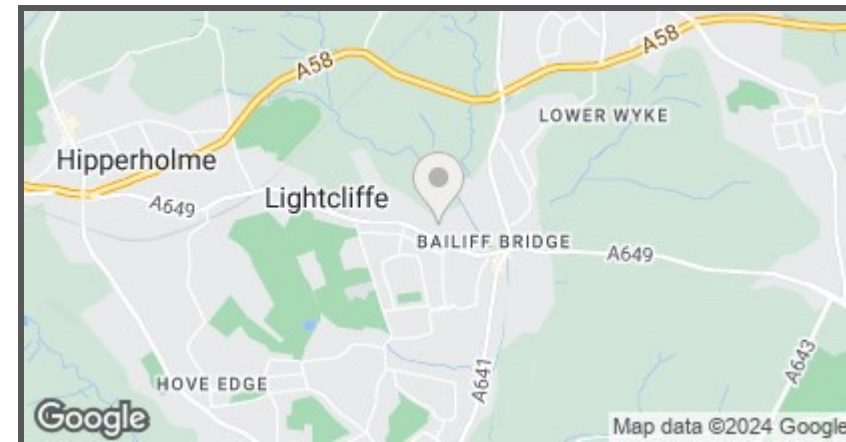 A58
A58
LOWER WYKE
Hipperholme
Lightcliffe
A649
BAILIFF BRIDGE
A649
A641
A643
HOVE EDGE
Google
Map data ©2024 Google